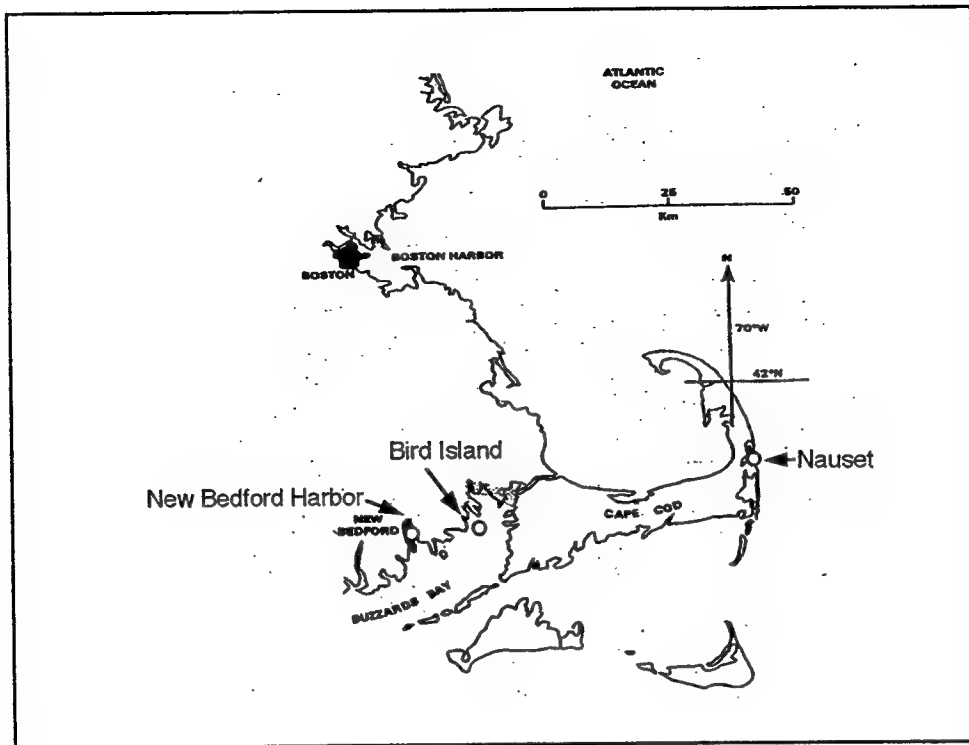 ATLANTIC
OCEAN
0 25 50
Km
BOSTON HARBOR
BOSTON
N
70°W
42°N
Bird Island
Nauset
New Bedford Harbor
NEW
BEDFORD
CAPE COD
BUZZARDS BAY